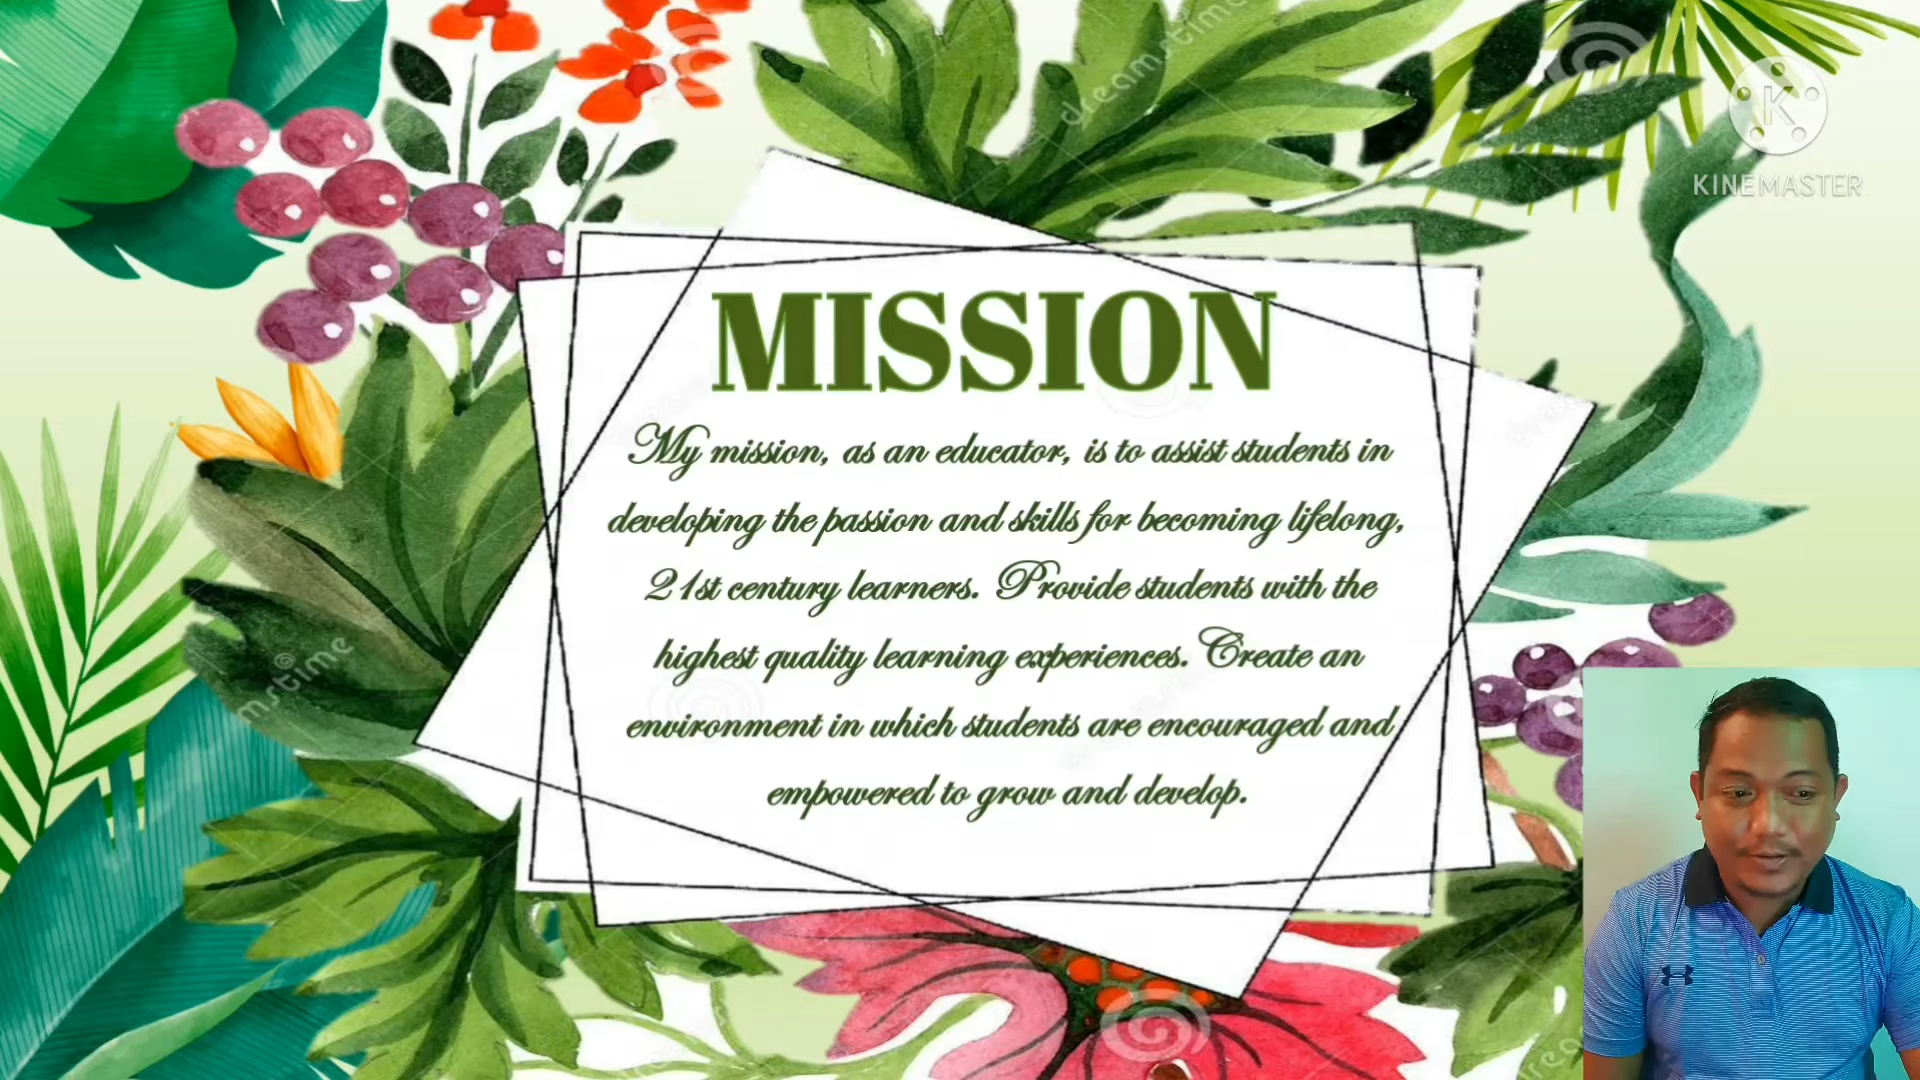 KINEMASTER
MISSION
My mission, as an educator, is to assist students in
developing the passion and skills for becoming lifelong,
21st century learners. Provide students with the
highest quality learning experiences. Create an
environment in which students are encouraged and
empowered to grow and develop.
dreamstime